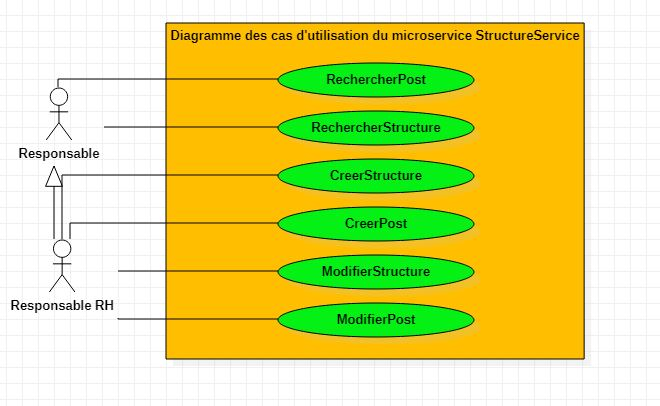 Diagramme des cas d'utilisation du microservice StructureService
RechercherPost
RechercherStructure
Responsable
CreerStructure
CreerPost
ModifierStructure
Responsable RH
ModifierPost